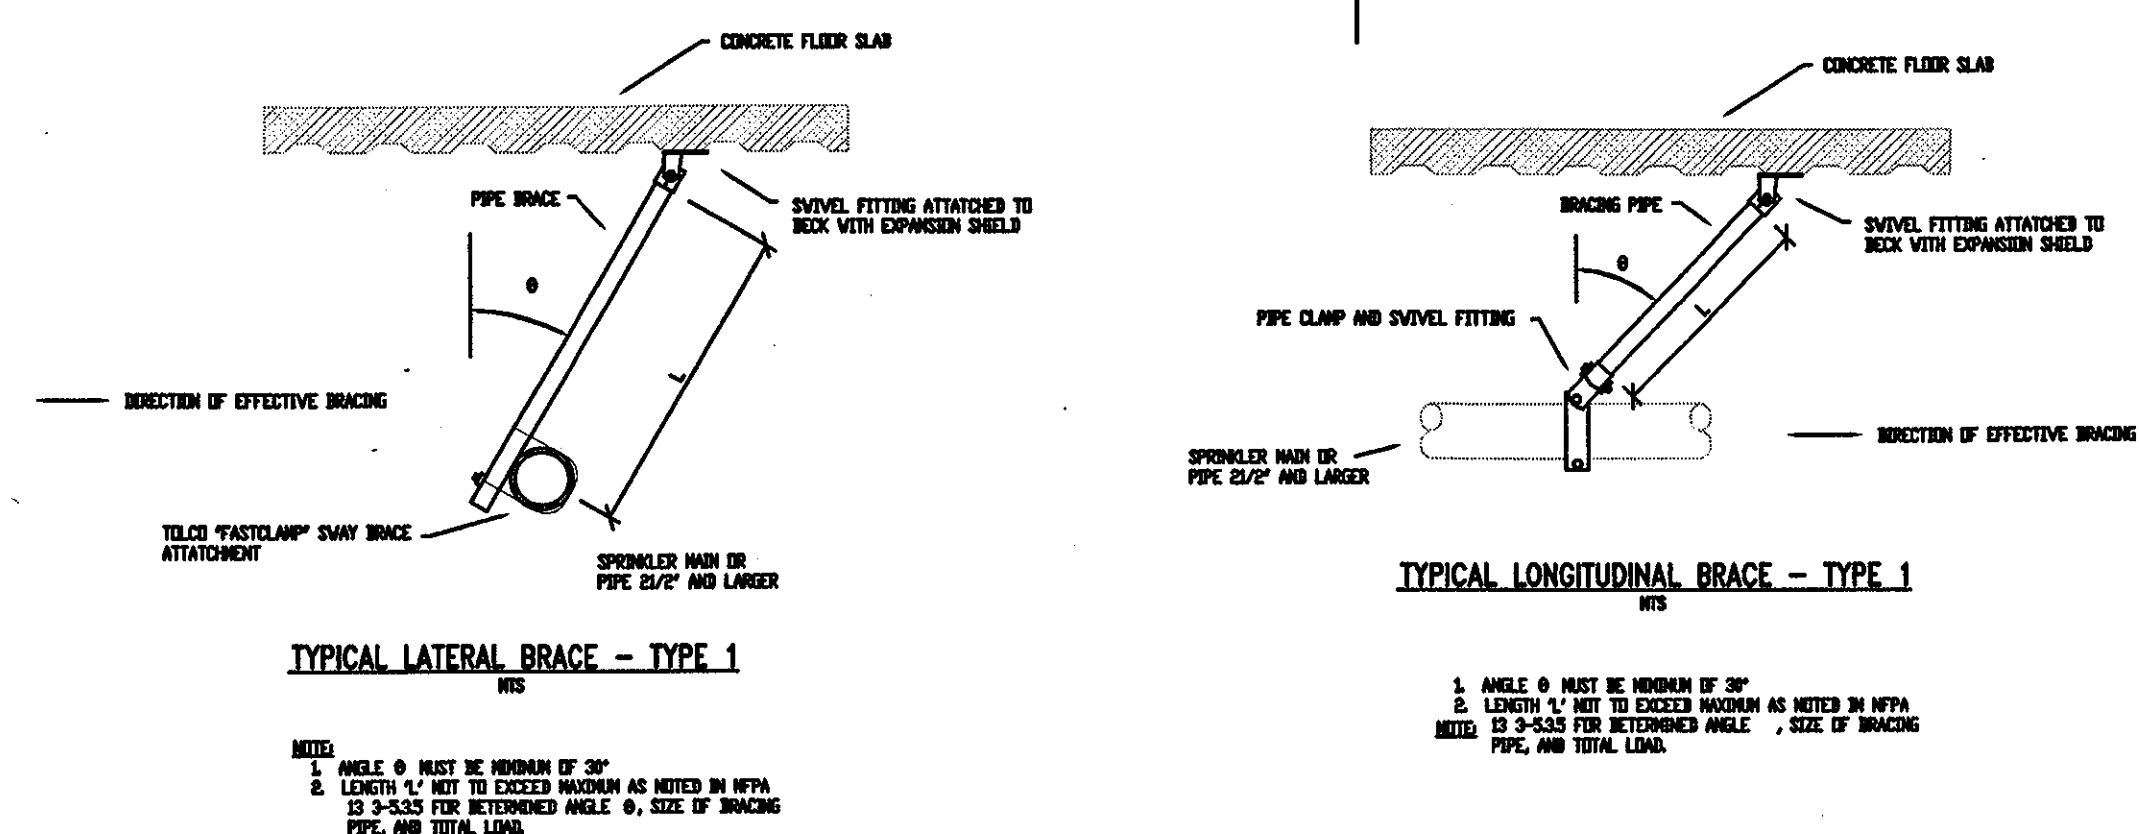 CONCRETE FLOOR SLAB
PIPE BRACE
SWIVEL FITTING ATTATCHED TO
DECK WITH EXPANSION SHIELD
θ
L
DIRECTION OF EFFECTIVE BRACING
TOLCO "FASTCLAMP" SWAY BRACE
ATTATCHMENT
SPRINKLER MAIN OR
PIPE 21/2" AND LARGER
TYPICAL LATERAL BRACE - TYPE 1
NTS
NOTE:
1. ANGLE θ MUST BE MINIMUM OF 30°
2. LENGTH 'L' NOT TO EXCEED MAXIMUM AS NOTED IN NFPA
13 3-5.3.5 FOR DETERMINED ANGLE θ, SIZE OF BRACING
PIPE, AND TOTAL LOAD.
CONCRETE FLOOR SLAB
BRACING PIPE
SWIVEL FITTING ATTATCHED TO
DECK WITH EXPANSION SHIELD
θ
L
PIPE CLAMP AND SWIVEL FITTING
DIRECTION OF EFFECTIVE BRACING
SPRINKLER MAIN OR
PIPE 21/2" AND LARGER
TYPICAL LONGITUDINAL BRACE - TYPE 1
NTS
1. ANGLE θ MUST BE MINIMUM OF 30°
2. LENGTH 'L' NOT TO EXCEED MAXIMUM AS NOTED IN NFPA
NOTE: 13 3-5.3.5 FOR DETERMINED ANGLE , SIZE OF BRACING
PIPE, AND TOTAL LOAD.